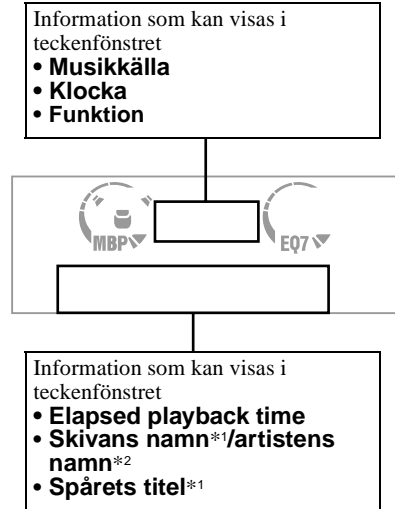 Information som kan visas i
teckenfönstret
• Musikkälla
• Klocka
• Funktion
MBP EQ7
Information som kan visas i
teckenfönstret
• Elapsed playback time
• Skivans namn*1/artistens
namn*2
• Spårets titel*1